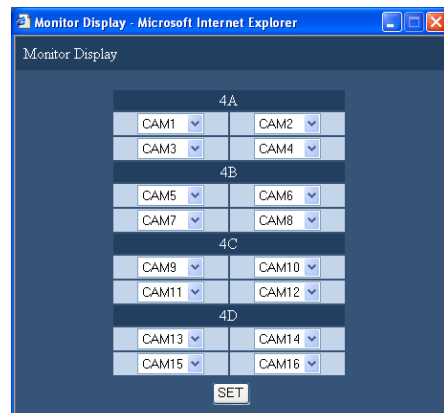 Monitor Display - Microsoft Internet Explorer
Monitor Display
4A
CAM1 CAM2
CAM3 CAM4
4B
CAM5 CAM6
CAM7 CAM8
4C
CAM9 CAM10
CAM11 CAM12
4D
CAM13 CAM14
CAM15 CAM16
SET